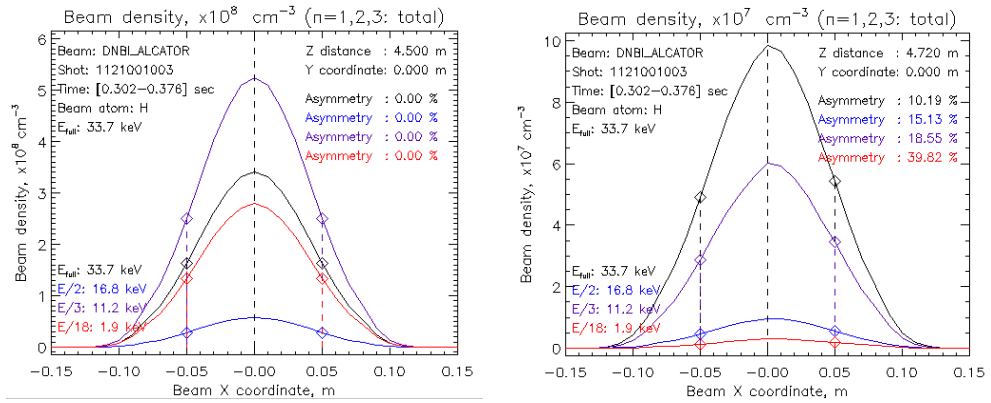 Beam density, x10⁸ cm⁻³ (n=1,2,3: total)
Beam: DNBI_ALCATOR
Z distance : 4.500 m
Shot: 1121001003
Y coordinate: 0.000 m
Time: [0.302−0.376] sec
Beam atom: H
Asymmetry : 0.00 %
E_full: 33.7 keV
Asymmetry : 0.00 %
Asymmetry : 0.00 %
Asymmetry : 0.00 %
E_full: 33.7 keV
E/2: 16.8 keV
E/3: 11.2 keV
E/18: 1.9 keV
Beam density, x10⁸ cm⁻³
6
5
4
3
2
1
0
−0.15 −0.10 −0.05 −0.00 0.05 0.10 0.15
Beam X coordinate, m
Beam density, x10⁷ cm⁻³ (n=1,2,3: total)
Beam: DNBI_ALCATOR
Z distance : 4.720 m
Shot: 1121001003
Y coordinate: 0.000 m
Time: [0.302−0.376] sec
Beam atom: H
Asymmetry : 10.19 %
E_full: 33.7 keV
Asymmetry : 15.13 %
Asymmetry : 18.55 %
Asymmetry : 39.82 %
E_full: 33.7 keV
E/2: 16.8 keV
E/3: 11.2 keV
E/18: 1.9 keV
Beam density, x10⁷ cm⁻³
10
8
6
4
2
0
−0.15 −0.10 −0.05 −0.00 0.05 0.10 0.15
Beam X coordinate, m